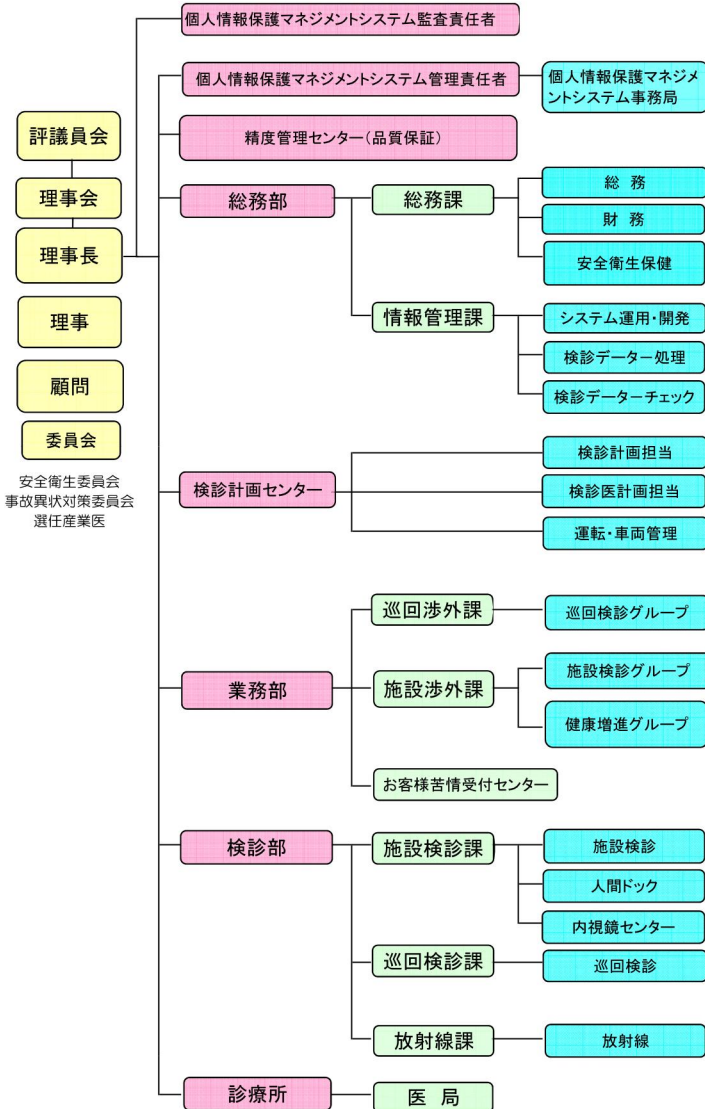 個人情報保護マネジメントシステム監査責任者
個人情報保護マネジメントシステム管理責任者
個人情報保護マネジメ
ントシステム事務局
精度管理センター(品質保証)
評議員会
理事会
理事長
理事
顧問
委員会
安全衛生委員会
事故異状対策委員会
選任産業医
総務部
総務課
総 務
財 務
安全衛生保健
情報管理課
システム運用・開発
検診データー処理
検診データーチェック
検診計画センター
検診計画担当
検診医計画担当
運転・車両管理
業務部
巡回渉外課
巡回検診グループ
施設渉外課
施設検診グループ
健康増進グループ
お客様苦情受付センター
検診部
施設検診課
施設検診
人間ドック
内視鏡センター
巡回検診課
巡回検診
放射線課
放射線
診療所
医 局